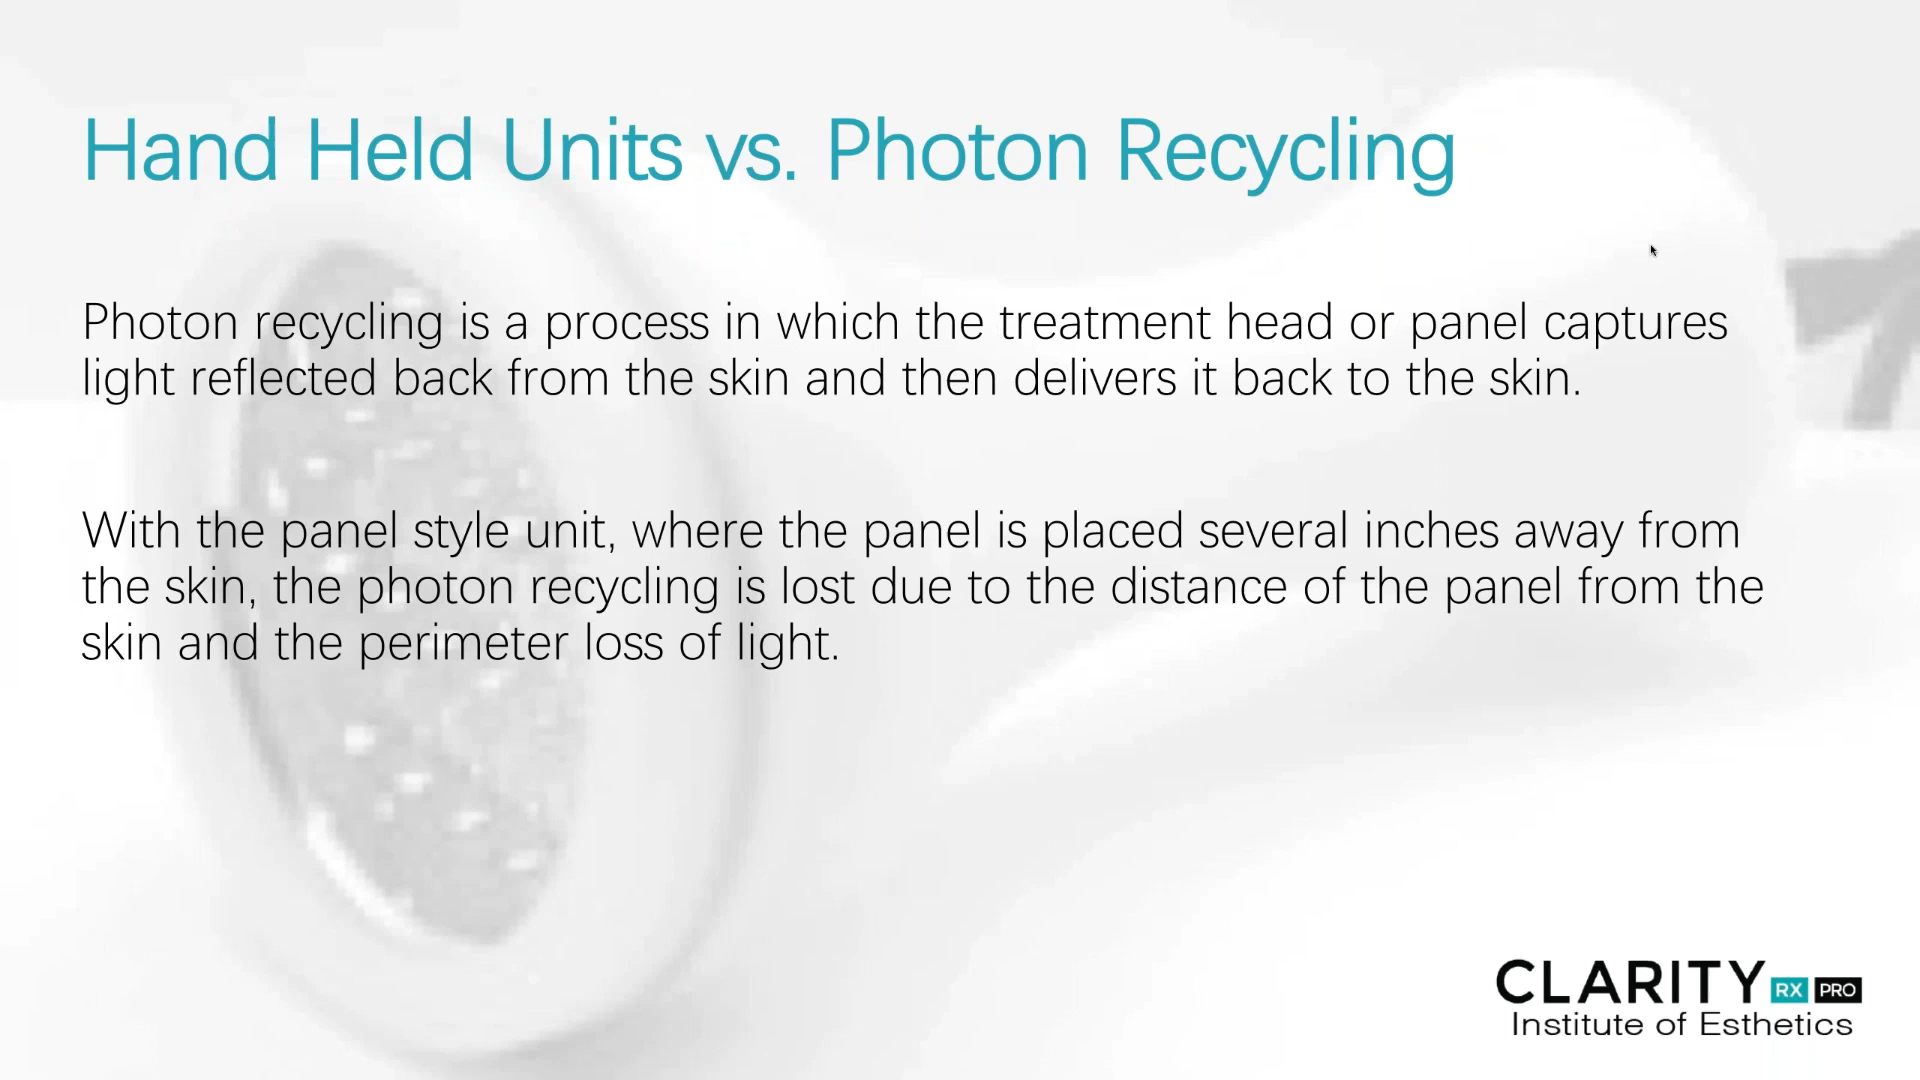 Hand Held Units vs. Photon Recycling
Photon recycling is a process in which the treatment head or panel captures
light reflected back from the skin and then delivers it back to the skin.
With the panel style unit, where the panel is placed several inches away from
the skin, the photon recycling is lost due to the distance of the panel from the
skin and the perimeter loss of light.
CLARITY RX PRO
Institute of Esthetics